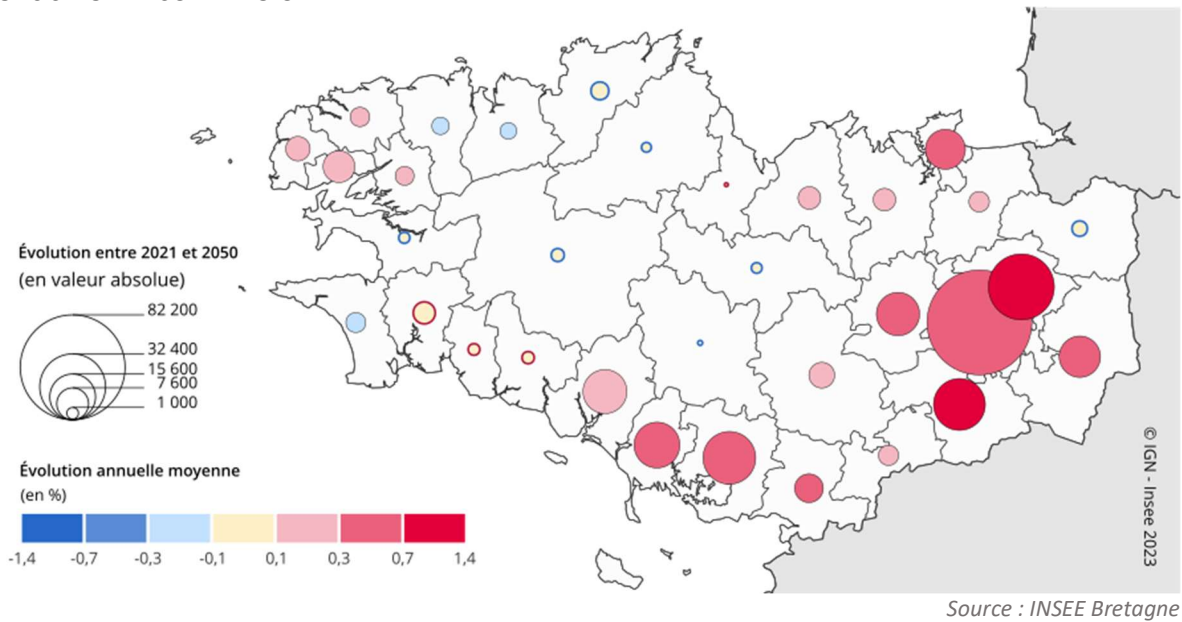 Évolution entre 2021 et 2050
(en valeur absolue)
82 200
32 400
15 600
7 600
1 000
Évolution annuelle moyenne
(en %)
-1,4 -0,7 -0,3 -0,1 0,1 0,3 0,7 1,4
© IGN - Insee 2023
Source : INSEE Bretagne